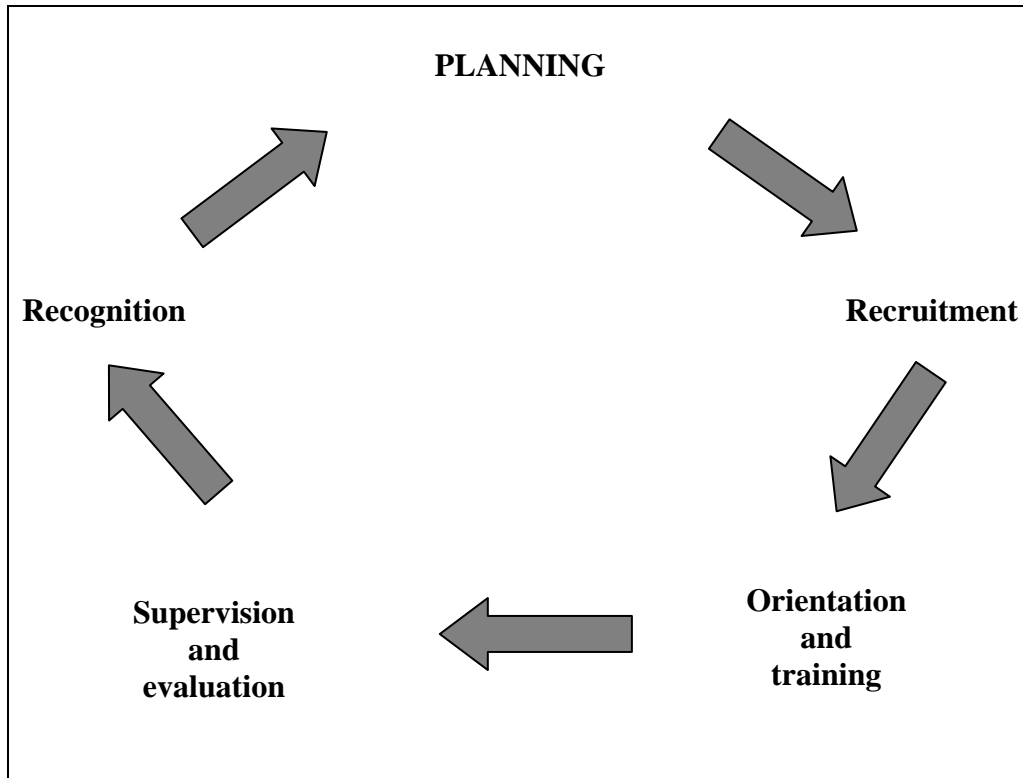 PLANNING
Recognition
Recruitment
Supervision
and
evaluation
Orientation
and
training